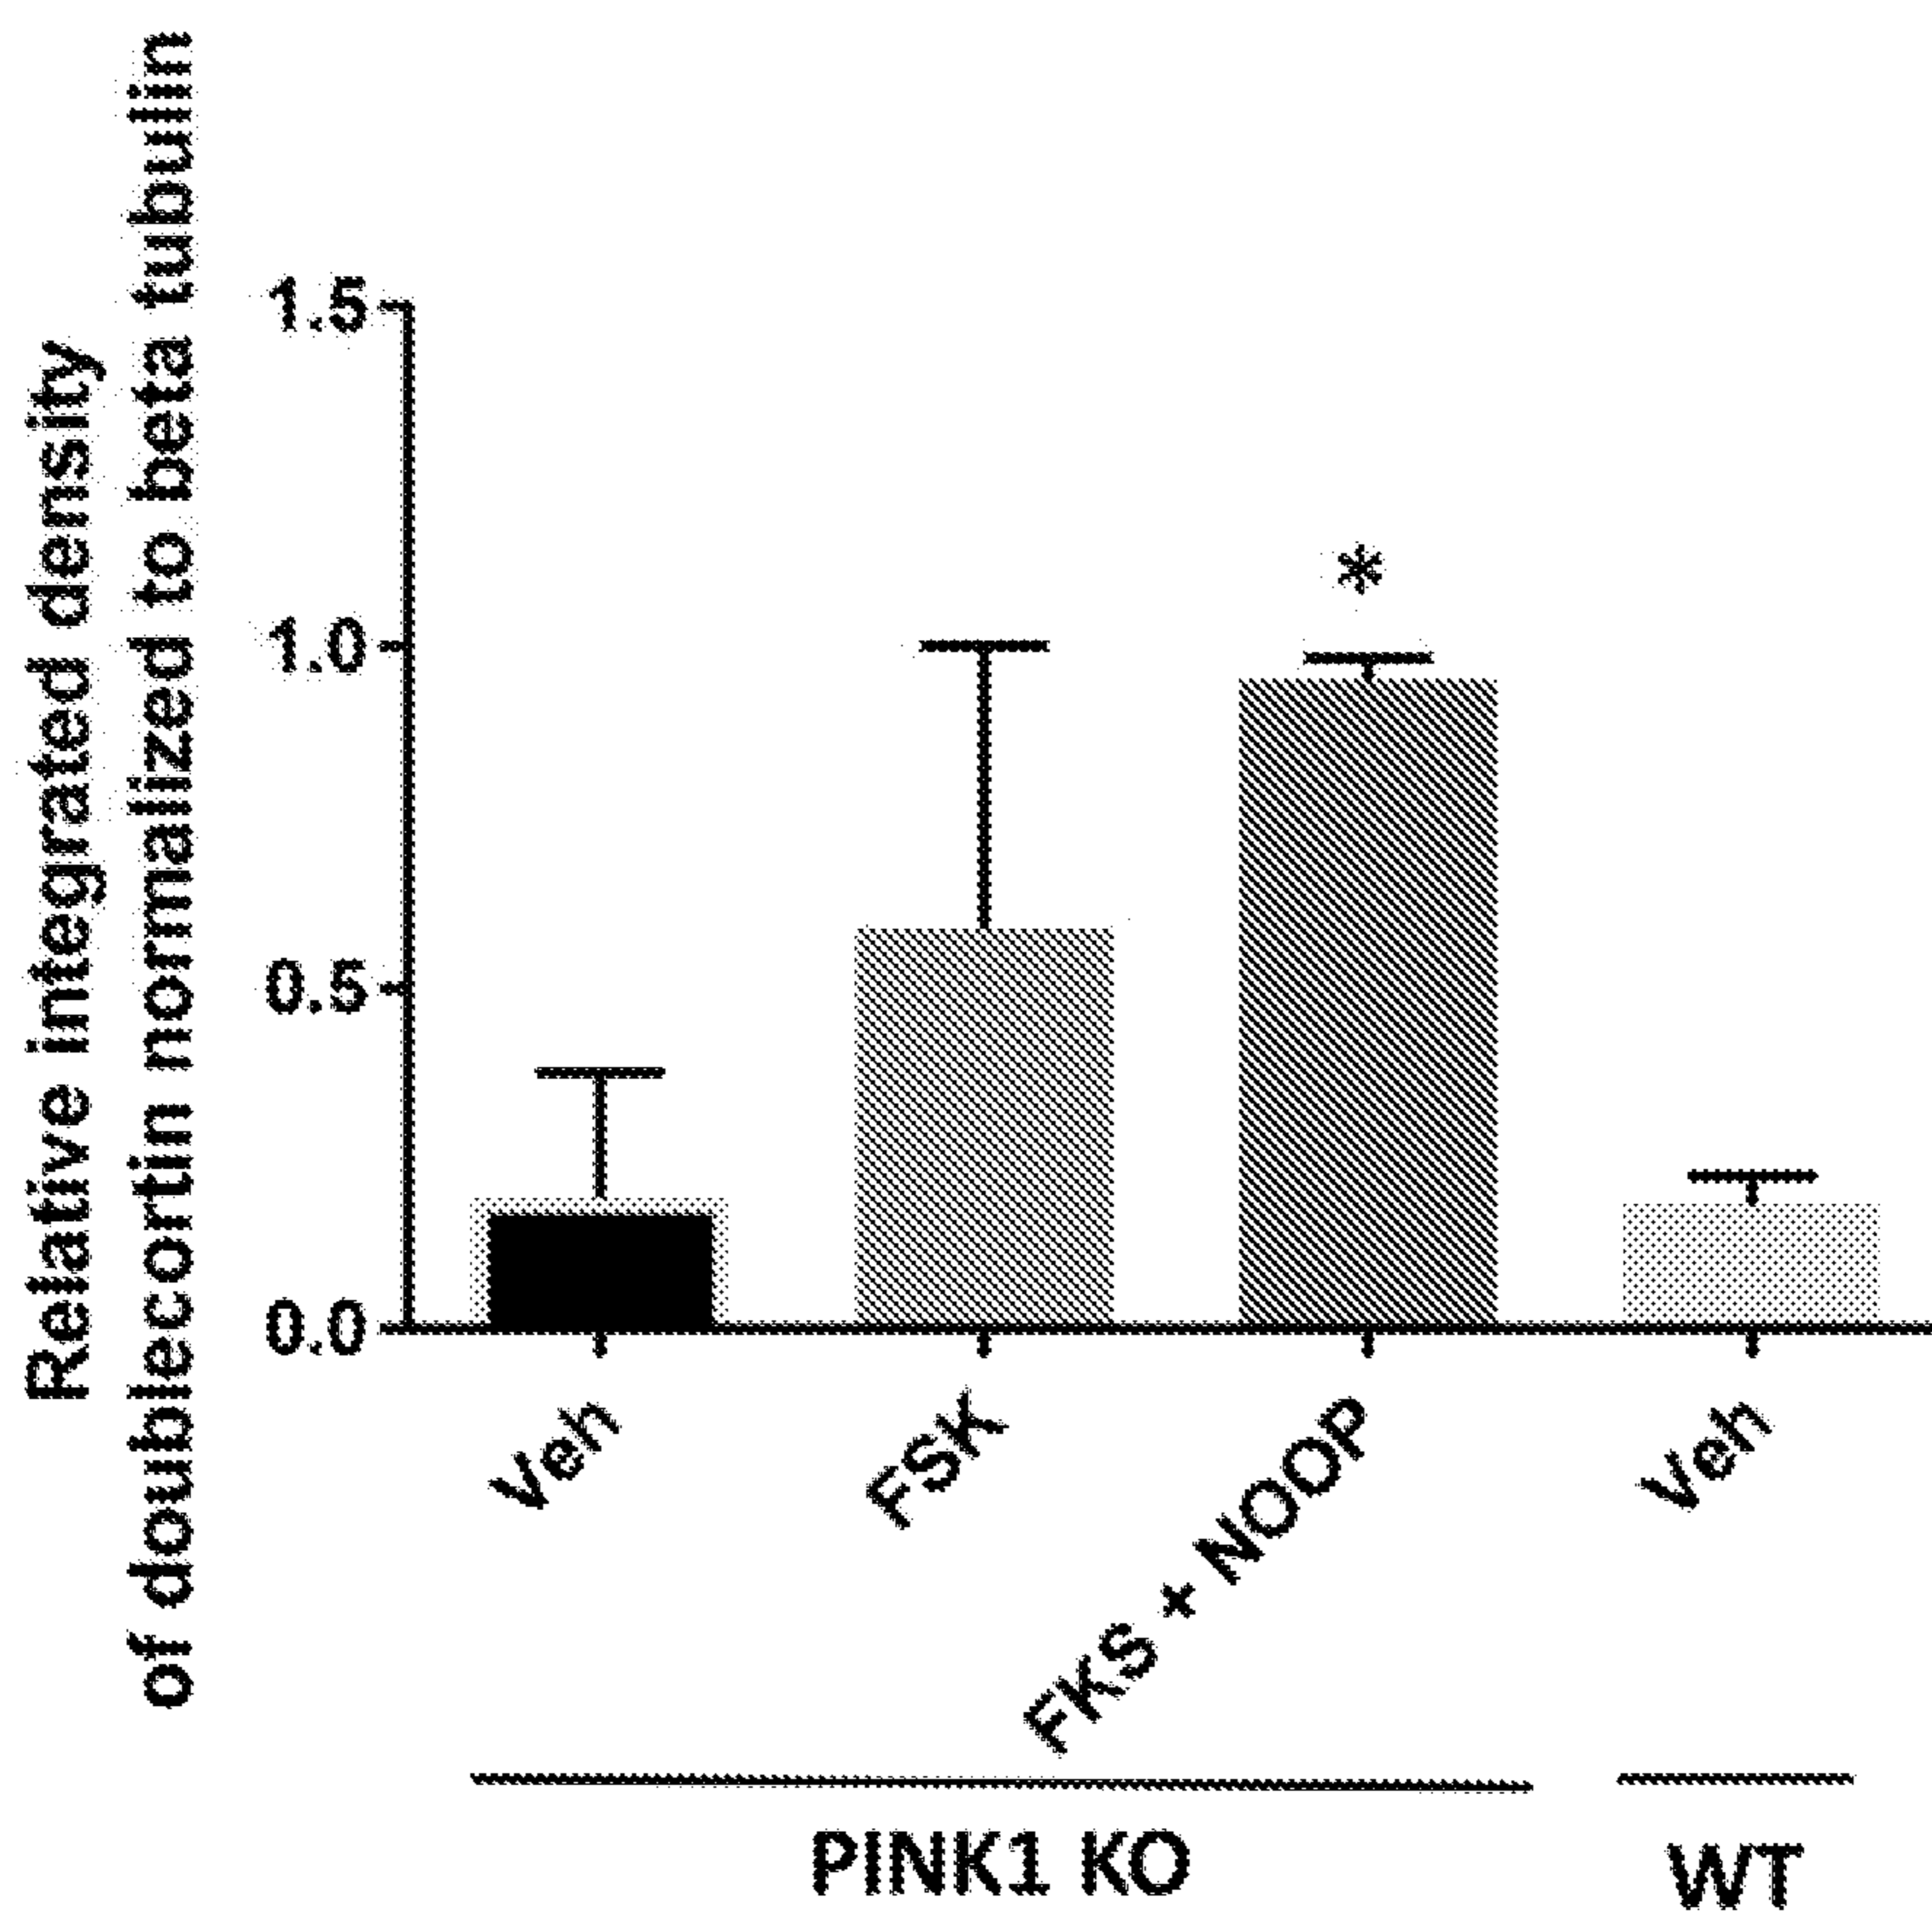 Relative integrated density
of doublecortin normalized to beta tubulin
1.5
1.0
0.5
0.0
*
Veh
FSK
FKS + NOOP
Veh
PINK1 KO
WT